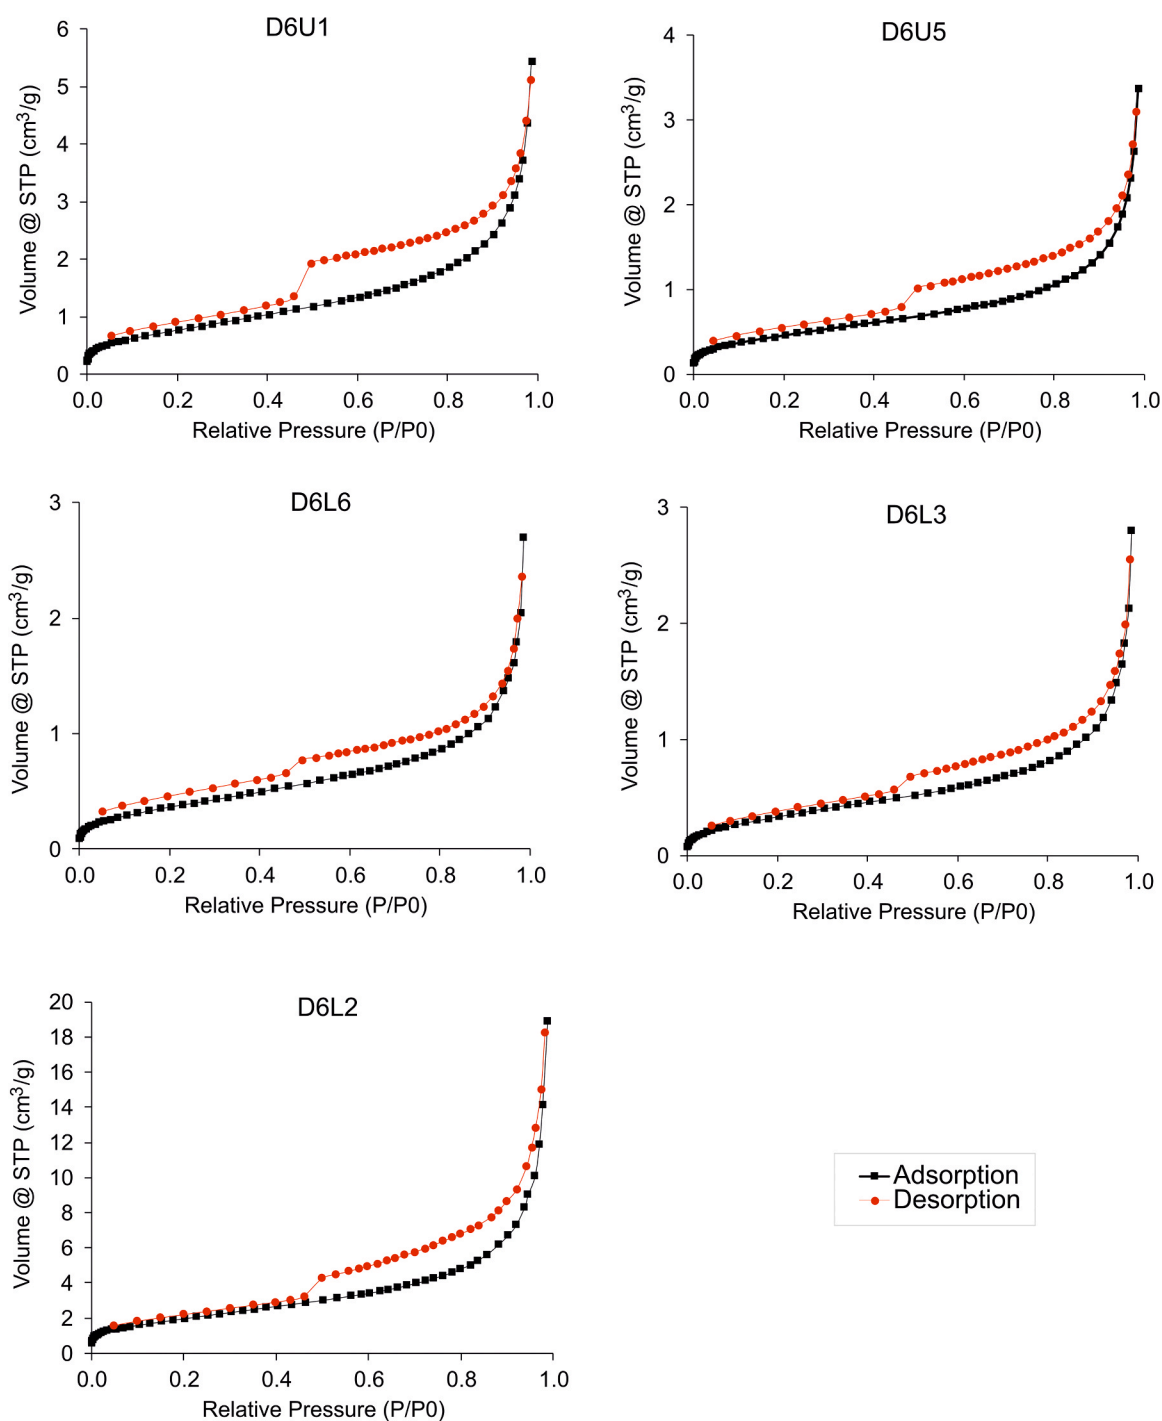 D6U1
6
5
4
3
2
1
0
Volume @ STP (cm³/g)
0.0 0.2 0.4 0.6 0.8 1.0
Relative Pressure (P/P0)
D6U5
4
3
2
1
0
Volume @ STP (cm³/g)
0.0 0.2 0.4 0.6 0.8 1.0
Relative Pressure (P/P0)
D6L6
3
2
1
0
Volume @ STP (cm³/g)
0.0 0.2 0.4 0.6 0.8 1.0
Relative Pressure (P/P0)
D6L3
3
2
1
0
Volume @ STP (cm³/g)
0.0 0.2 0.4 0.6 0.8 1.0
Relative Pressure (P/P0)
D6L2
20
18
16
14
12
10
8
6
4
2
0
Volume @ STP (cm³/g)
0.0 0.2 0.4 0.6 0.8 1.0
Relative Pressure (P/P0)
Adsorption
Desorption